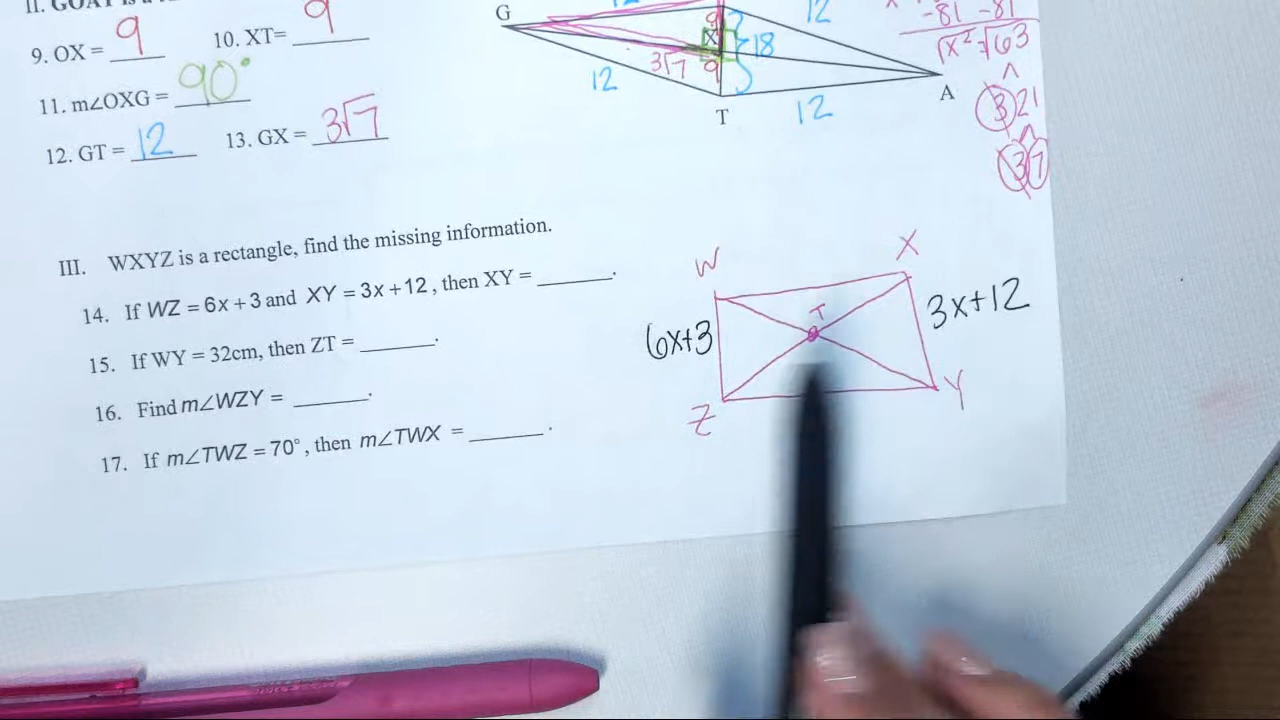 II. GOAT is a
9. OX = 9
10. XT=
11. m∠OXG = 90°
12. GT = 12
13. GX = 3√7
G
12
9
X
18
12
3√7
9
12
T
12
A
-81 -81
√x² = √63
3 21
3 7
III. WXYZ is a rectangle, find the missing information.
14. If WZ = 6x + 3 and XY = 3x + 12, then XY = ______.
15. If WY = 32cm, then ZT = ______.
16. Find m∠WZY = ______.
17. If m∠TWZ = 70°, then m∠TWX = ______.
W
X
T
6x+3
3x+12
Z
Y